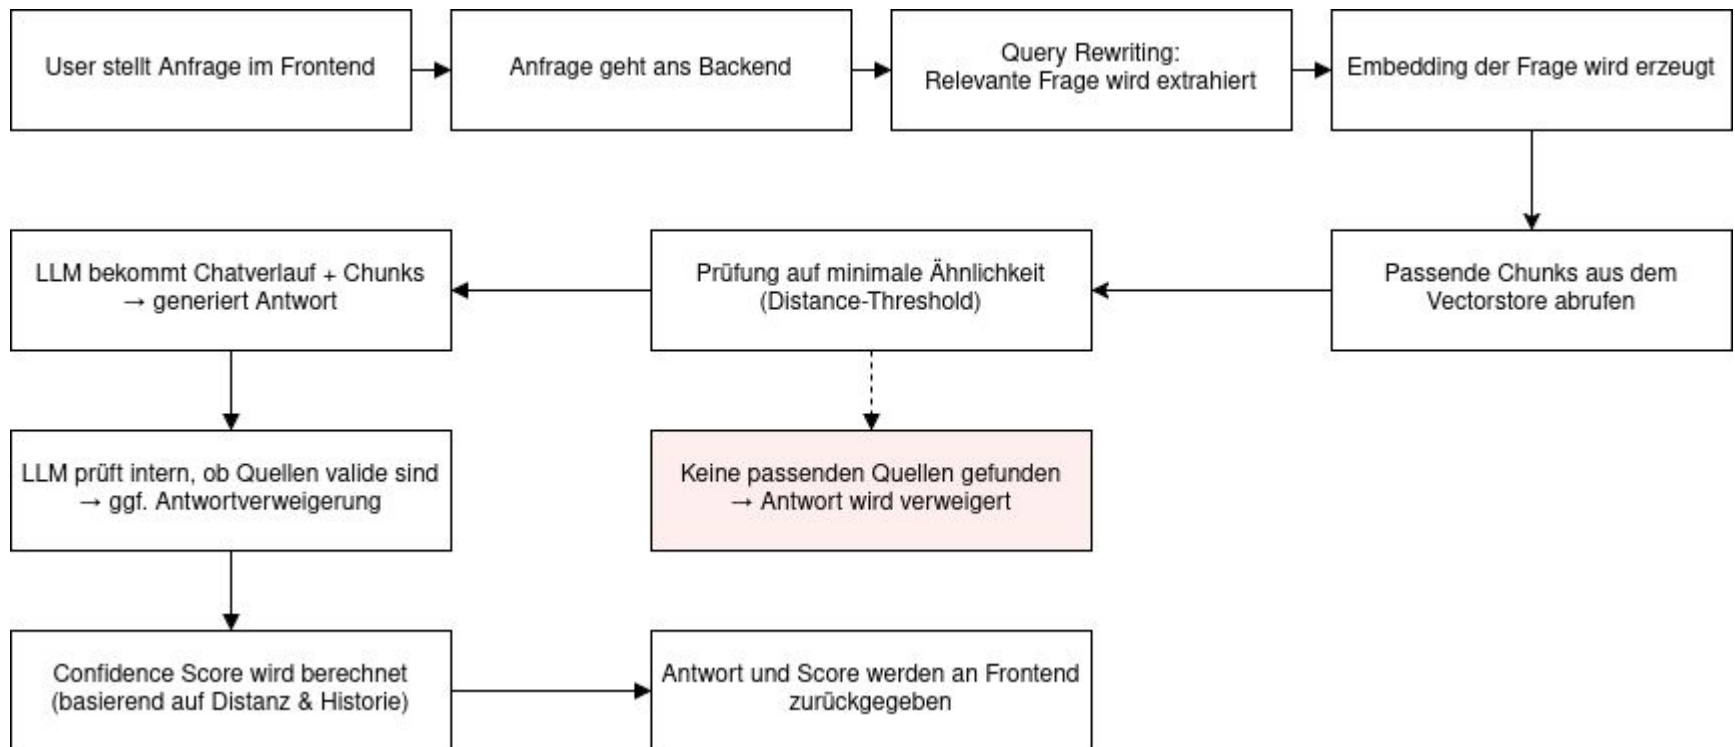 User stellt Anfrage im Frontend
Anfrage geht ans Backend
Query Rewriting:
Relevante Frage wird extrahiert
Embedding der Frage wird erzeugt
Passende Chunks aus dem
Vectorstore abrufen
Prüfung auf minimale Ähnlichkeit
(Distance-Threshold)
Keine passenden Quellen gefunden
→ Antwort wird verweigert
LLM bekommt Chatverlauf + Chunks
→ generiert Antwort
LLM prüft intern, ob Quellen valide sind
→ ggf. Antwortverweigerung
Confidence Score wird berechnet
(basierend auf Distanz & Historie)
Antwort und Score werden an Frontend
zurückgegeben